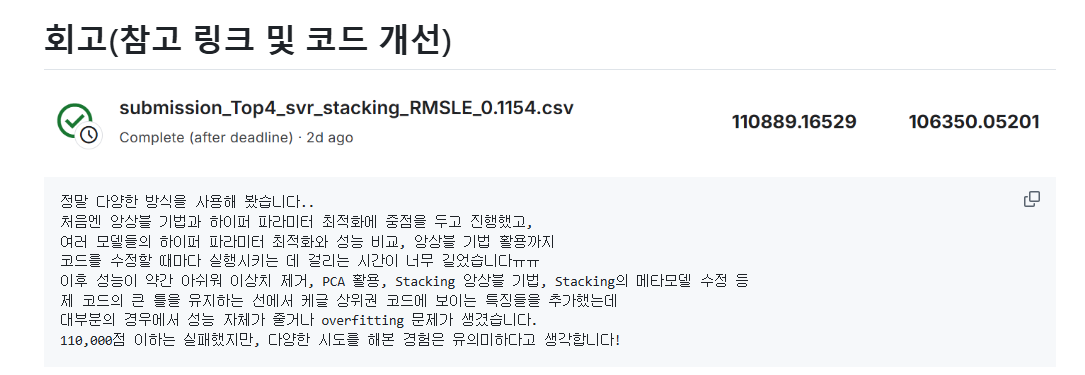 회고(참고 링크 및 코드 개선)
submission_Top4_svr_stacking_RMSLE_0.1154.csv
110889.16529
106350.05201
Complete (after deadline) · 2d ago
정말 다양한 방식을 사용해 봤습니다..
처음엔 앙상블 기법과 하이퍼 파라미터 최적화에 중점을 두고 진행했고,
여러 모델들의 하이퍼 파라미터 최적화와 성능 비교, 앙상블 기법 활용까지
코드를 수정할 때마다 실행시키는 데 걸리는 시간이 너무 길었습니다ㅠㅠ
이후 성능이 약간 아쉬워 이상치 제거, PCA 활용, Stacking 앙상블 기법, Stacking의 메타모델 수정 등
제 코드의 큰 틀을 유지하는 선에서 케글 상위권 코드에 보이는 특징들을 추가했는데
대부분의 경우에서 성능 자체가 줄거나 overfitting 문제가 생겼습니다.
110,000점 이하는 실패했지만, 다양한 시도를 해본 경험은 유의미하다고 생각합니다!